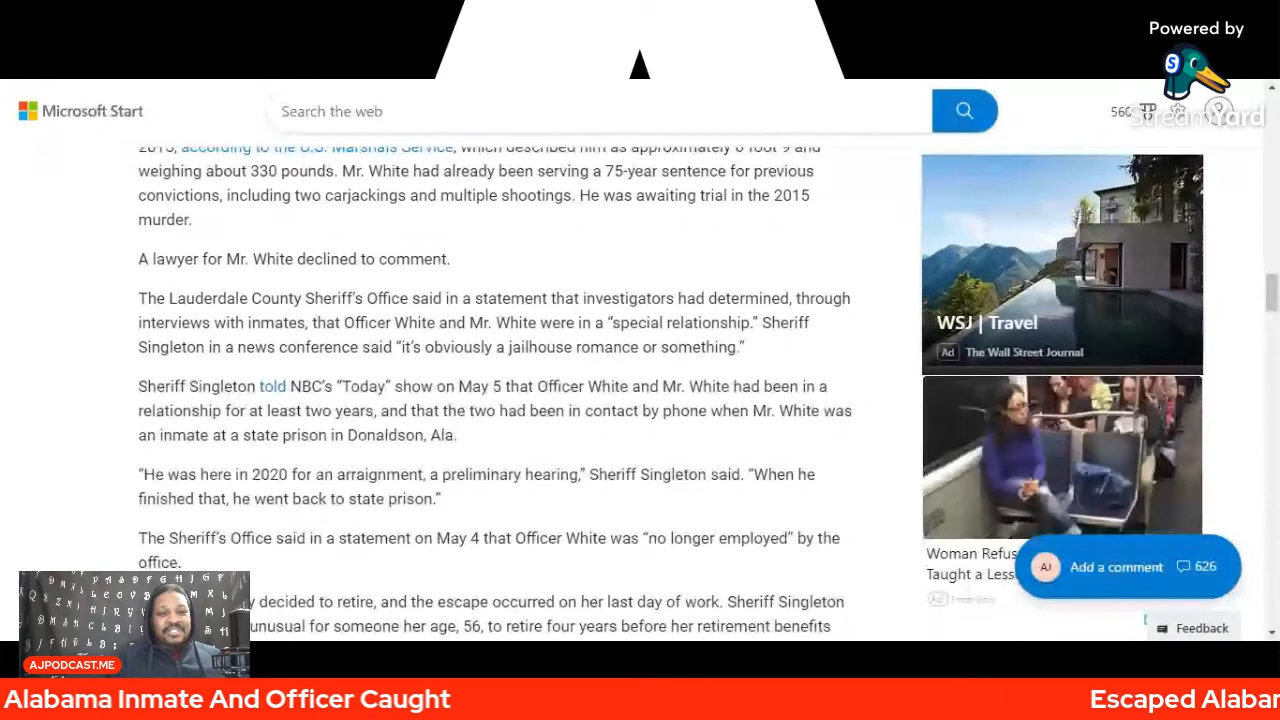 Powered by
StreamYard
Microsoft Start
Search the web
560
2015, according to the U.S. Marshals Service, which described him as approximately 6 foot 9 and
weighing about 330 pounds. Mr. White had already been serving a 75-year sentence for previous
convictions, including two carjackings and multiple shootings. He was awaiting trial in the 2015
murder.
A lawyer for Mr. White declined to comment.
The Lauderdale County Sheriff’s Office said in a statement that investigators had determined, through
interviews with inmates, that Officer White and Mr. White were in a “special relationship.” Sheriff
Singleton in a news conference said “it’s obviously a jailhouse romance or something.”
Sheriff Singleton told NBC’s “Today” show on May 5 that Officer White and Mr. White had been in a
relationship for at least two years, and that the two had been in contact by phone when Mr. White was
an inmate at a state prison in Donaldson, Ala.
“He was here in 2020 for an arraignment, a preliminary hearing,” Sheriff Singleton said. “When he
finished that, he went back to state prison.”
The Sheriff’s Office said in a statement on May 4 that Officer White was “no longer employed” by the
office.
y decided to retire, and the escape occurred on her last day of work. Sheriff Singleton
unusual for someone her age, 56, to retire four years before her retirement benefits
WSJ | Travel
Ad The Wall Street Journal
Woman Refus
Taught a Less
Ad
AJ Add a comment 626
Feedback
AJPODCAST.ME
Alabama Inmate And Officer Caught
Escaped Alabar